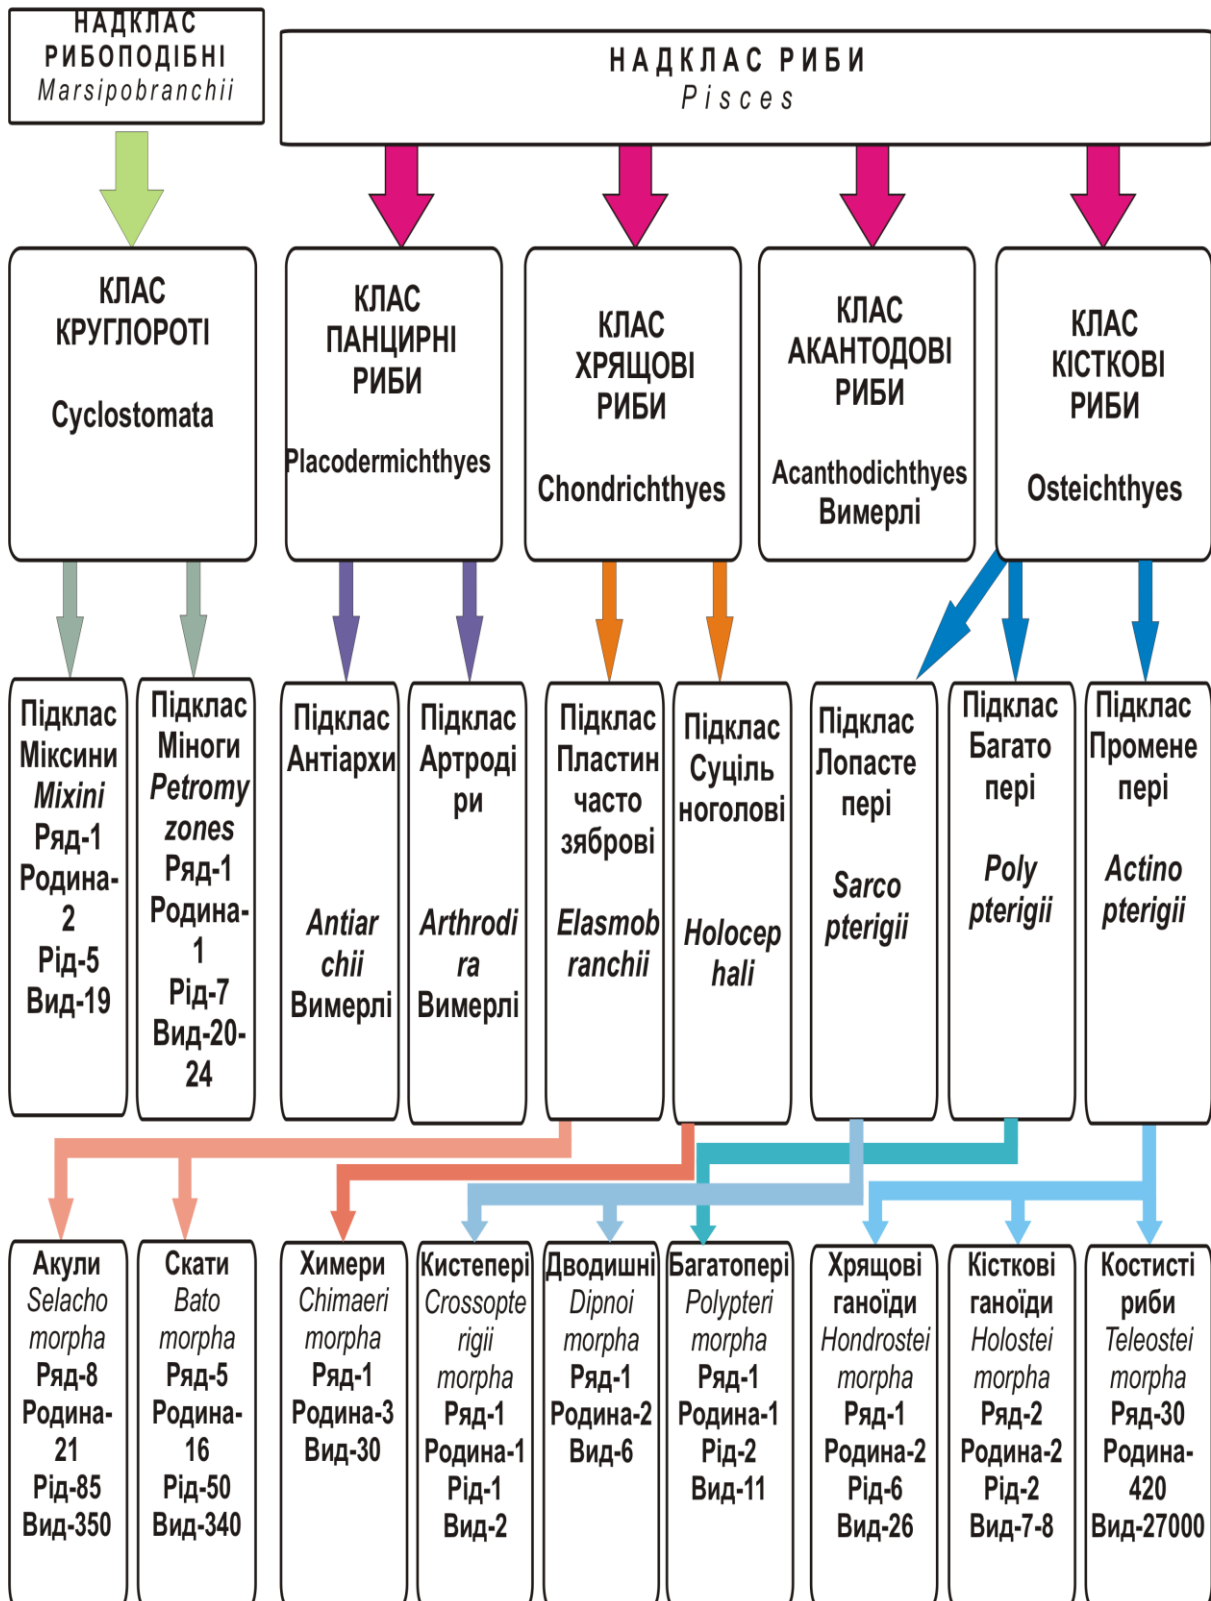 НАДКЛАС
РИБОПОДІБНІ
Marsipobranchii
НАДКЛАС РИБИ
Pisces
КЛАС
КРУГЛОРОТІ
Cyclostomata
КЛАС
ПАНЦИРНІ
РИБИ
Placodermichthyes
КЛАС
ХРЯЩОВІ
РИБИ
Chondrichthyes
КЛАС
АКАНТОДОВІ
РИБИ
Acanthodichthyes
Вимерлі
КЛАС
КІСТКОВІ
РИБИ
Osteichthyes
Підклас
Міксини
Mixini
Ряд-1
Родина-
2
Рід-5
Вид-19
Підклас
Міноги
Petromy
zones
Ряд-1
Родина-
1
Рід-7
Вид-20-
24
Підклас
Антіархи
Antiar
chii
Вимерлі
Підклас
Артроді
ри
Arthrodi
ra
Вимерлі
Підклас
Пластин
часто
зяброві
Elasmob
ranchii
Підклас
Суціль
ноголові
Holocep
hali
Підклас
Лопасте
пері
Sarco
pterigii
Підклас
Багато
пері
Poly
pterigii
Підклас
Промене
пері
Actino
pterigii
Акули
Selacho
morpha
Ряд-8
Родина-
21
Рід-85
Вид-350
Скати
Bato
morpha
Ряд-5
Родина-
16
Рід-50
Вид-340
Химери
Chimaeri
morpha
Ряд-1
Родина-3
Вид-30
Кистепері
Crossopte
rigii
morpha
Ряд-1
Родина-1
Рід-1
Вид-2
Дводишні
Dipnoi
morpha
Ряд-1
Родина-2
Вид-6
Багатопері
Polypteri
morpha
Ряд-1
Родина-1
Рід-2
Вид-11
Хрящові
ганоїди
Hondrostei
morpha
Ряд-1
Родина-2
Рід-6
Вид-26
Кісткові
ганоїди
Holostei
morpha
Ряд-2
Родина-2
Рід-2
Вид-7-8
Костисті
риби
Teleostei
morpha
Ряд-30
Родина-
420
Вид-27000